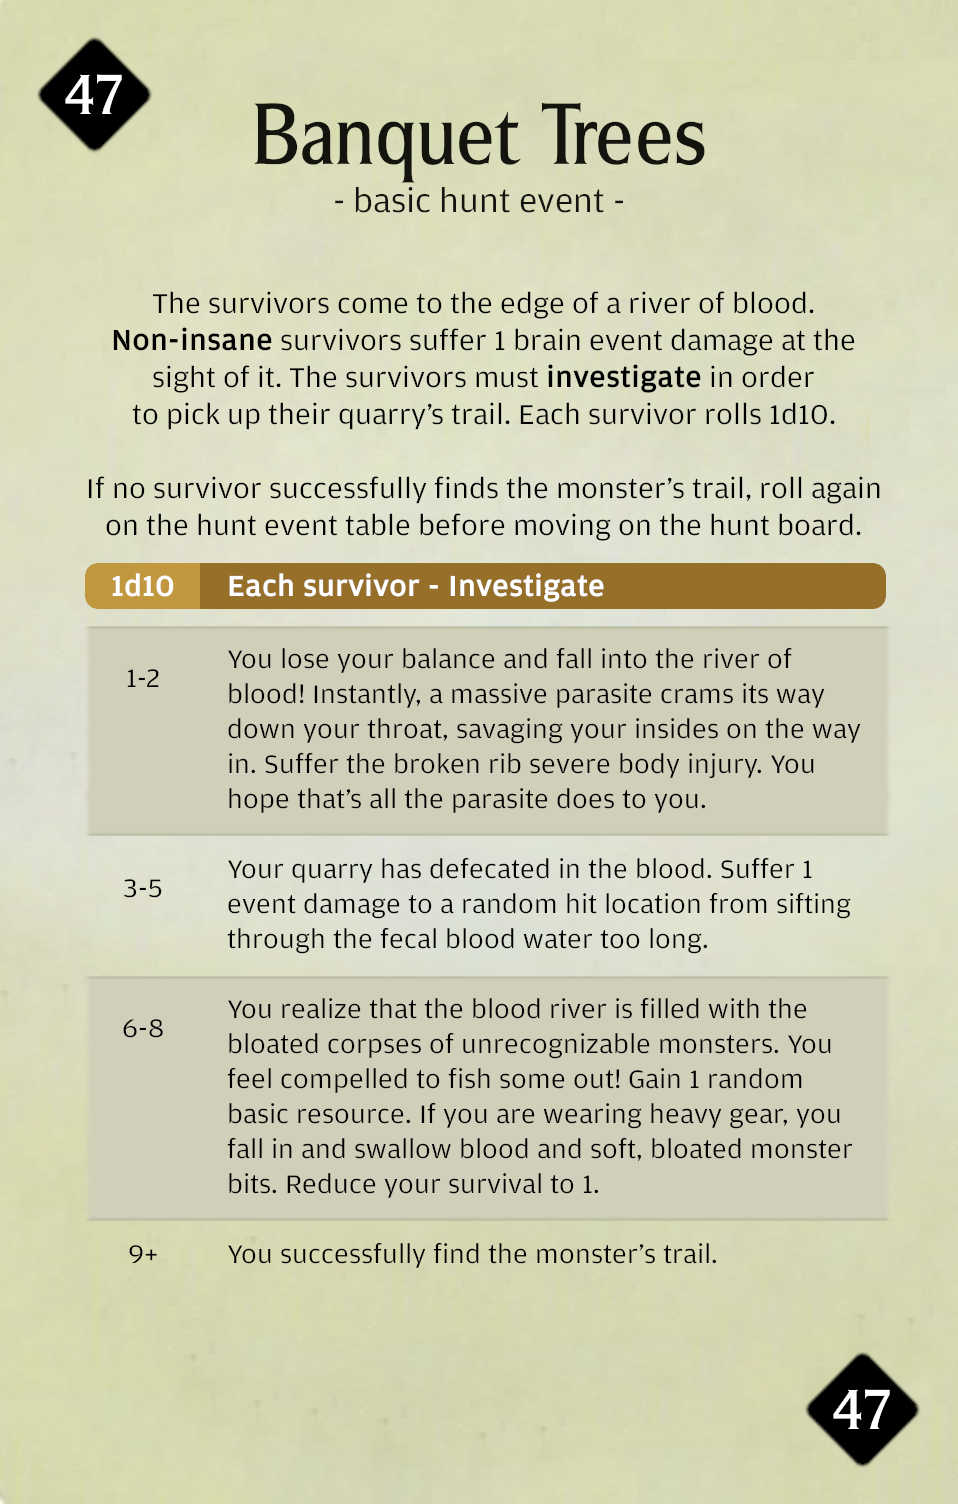 47
Banquet Trees
- basic hunt event -
The survivors come to the edge of a river of blood.
Non-insane survivors suffer 1 brain event damage at the
sight of it. The survivors must investigate in order
to pick up their quarry’s trail. Each survivor rolls 1d10.
If no survivor successfully finds the monster’s trail, roll again
on the hunt event table before moving on the hunt board.
1d10 Each survivor - Investigate
1-2 You lose your balance and fall into the river of
blood! Instantly, a massive parasite crams its way
down your throat, savaging your insides on the way
in. Suffer the broken rib severe body injury. You
hope that’s all the parasite does to you.
3-5 Your quarry has defecated in the blood. Suffer 1
event damage to a random hit location from sifting
through the fecal blood water too long.
6-8 You realize that the blood river is filled with the
bloated corpses of unrecognizable monsters. You
feel compelled to fish some out! Gain 1 random
basic resource. If you are wearing heavy gear, you
fall in and swallow blood and soft, bloated monster
bits. Reduce your survival to 1.
9+ You successfully find the monster’s trail.
47